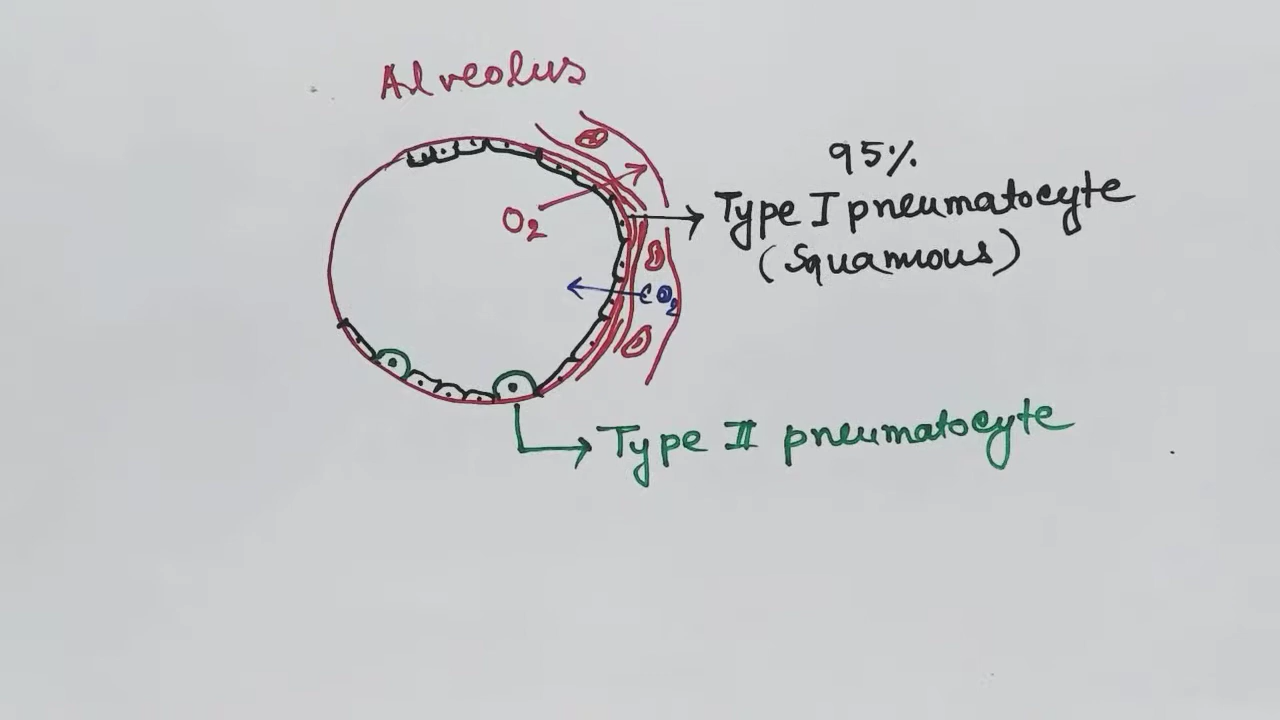 Alveolus
95%
O2
Type I pneumatocyte
(Squamous)
CO2
Type II pneumatocyte